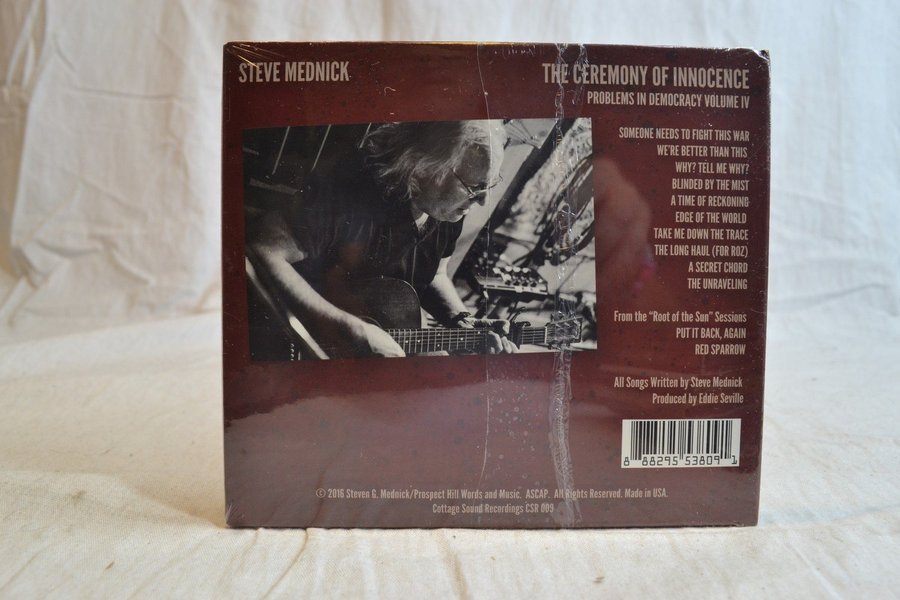 STEVE MEDNICK
THE CEREMONY OF INNOCENCE
PROBLEMS IN DEMOCRACY VOLUME IV
SOMEONE NEEDS TO FIGHT THIS WAR
WE'RE BETTER THAN THIS
WHY? TELL ME WHY?
BLINDED BY THE MIST
A TIME OF RECKONING
EDGE OF THE WORLD
TAKE ME DOWN THE TRACE
THE LONG HAUL (FOR ROZ)
A SECRET CHORD
THE UNRAVELING
From the "Root of the Sun" Sessions
PUT IT BACK, AGAIN
RED SPARROW
All Songs Written by Steve Mednick
Produced by Eddie Seville
8 88295 53809 1
© 2016 Steven G. Mednick/Prospect Hill Words and Music. ASCAP. All Rights Reserved. Made in USA.
Cottage Sound Recordings CSR 009